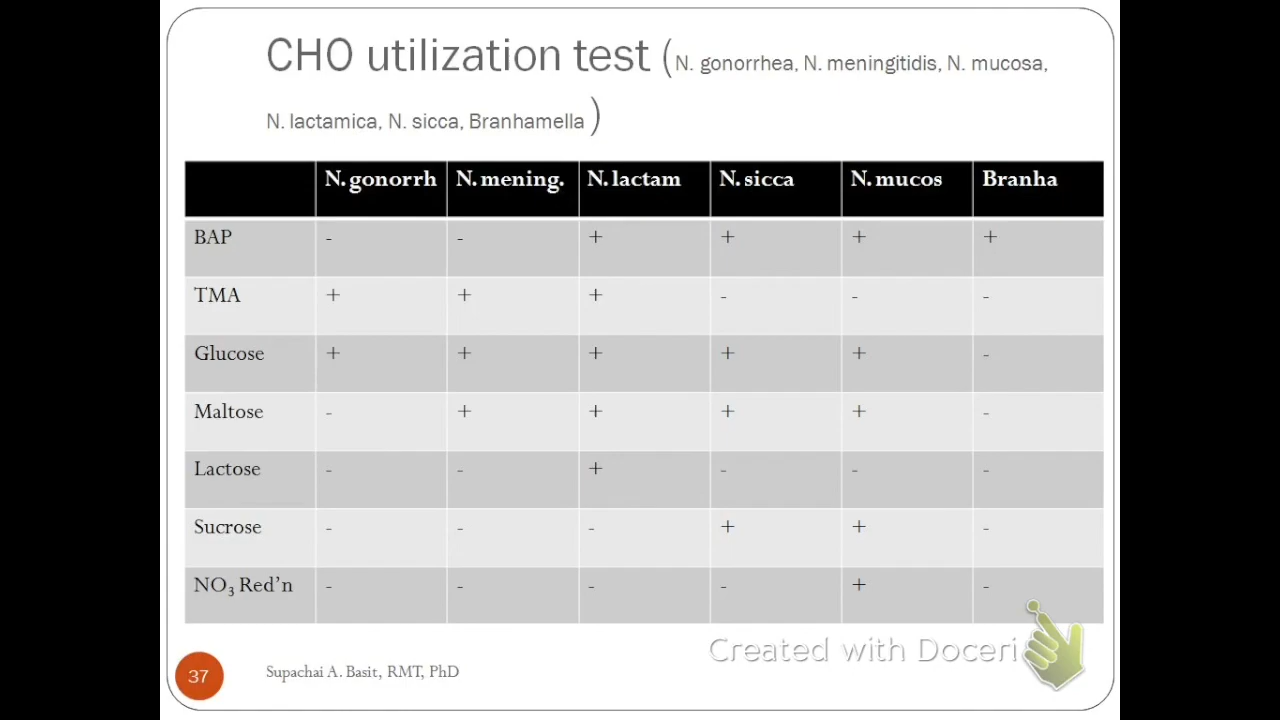 CHO utilization test (N. gonorrhea, N. meningitidis, N. mucosa,
N. lactamica, N. sicca, Branhamella )
N. gonorrh N. mening. N. lactam N. sicca N. mucos Branha
BAP - - + + + +
TMA + + + - - -
Glucose + + + + + -
Maltose - + + + + -
Lactose - - + - - -
Sucrose - - - + + -
NO₃ Red'n - - - - + -
Created with Doceri
37 Supachai A. Basit, RMT, PhD